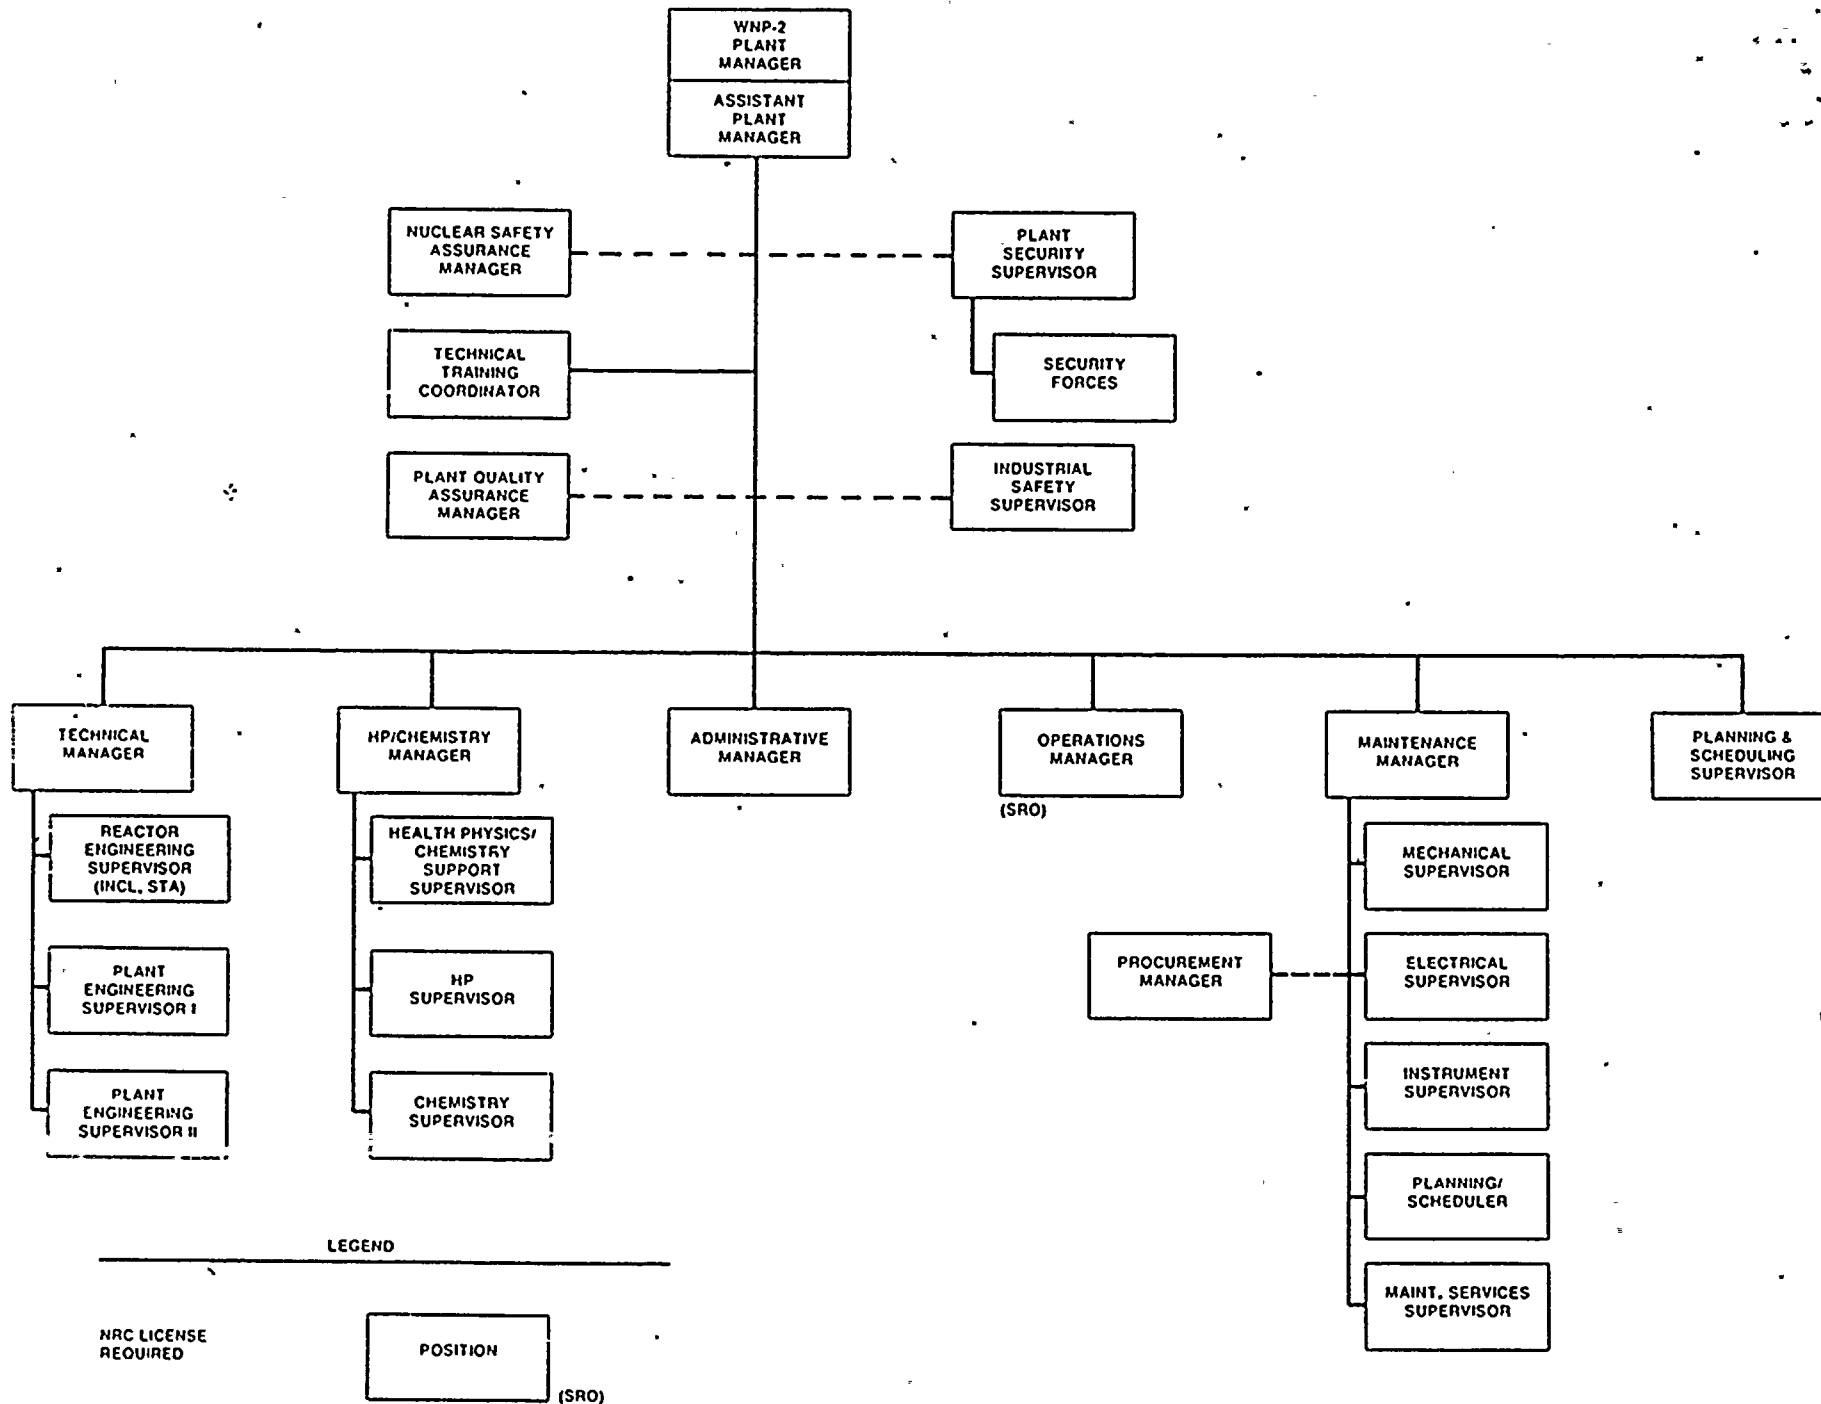 WNP-2
PLANT
MANAGER
ASSISTANT
PLANT
MANAGER
NUCLEAR SAFETY
ASSURANCE
MANAGER
PLANT
SECURITY
SUPERVISOR
TECHNICAL
TRAINING
COORDINATOR
SECURITY
FORCES
PLANT QUALITY
ASSURANCE
MANAGER
INDUSTRIAL
SAFETY
SUPERVISOR
TECHNICAL
MANAGER
HP/CHEMISTRY
MANAGER
ADMINISTRATIVE
MANAGER
OPERATIONS
MANAGER
(SRO)
MAINTENANCE
MANAGER
PLANNING &
SCHEDULING
SUPERVISOR
REACTOR
ENGINEERING
SUPERVISOR
(INCL. STA)
PLANT
ENGINEERING
SUPERVISOR I
PLANT
ENGINEERING
SUPERVISOR II
HEALTH PHYSICS/
CHEMISTRY
SUPPORT
SUPERVISOR
HP
SUPERVISOR
CHEMISTRY
SUPERVISOR
PROCUREMENT
MANAGER
MECHANICAL
SUPERVISOR
ELECTRICAL
SUPERVISOR
INSTRUMENT
SUPERVISOR
PLANNING/
SCHEDULER
MAINT. SERVICES
SUPERVISOR
LEGEND
NRC LICENSE
REQUIRED
POSITION
(SRO)